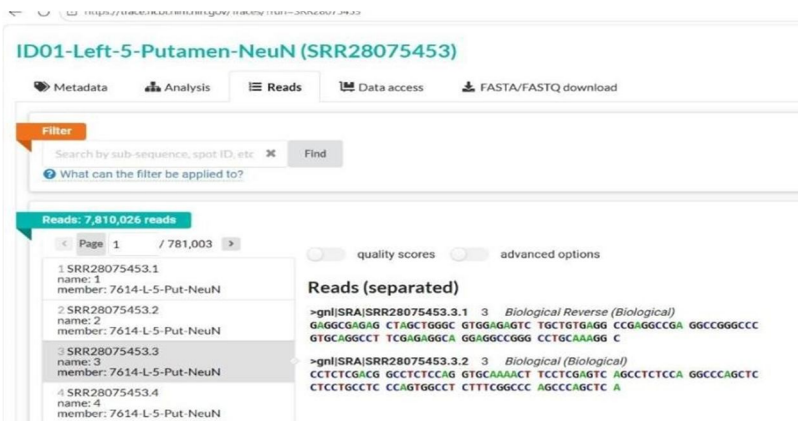 ID01-Left-5-Putamen-NeuN (SRR28075453)
Metadata Analysis Reads Data access FASTA/FASTQ download
Filter
Search by sub-sequence, spot ID, etc Find
What can the filter be applied to?
Reads: 7,810,026 reads
< Page 1 / 781,003 >
quality scores advanced options
1 SRR28075453.1
name: 1
member: 7614-L-5-Put-NeuN
2 SRR28075453.2
name: 2
member: 7614-L-5-Put-NeuN
3 SRR28075453.3
name: 3
member: 7614-L-5-Put-NeuN
4 SRR28075453.4
name: 4
member: 7614-L-5-Put-NeuN
Reads (separated)
>gnl|SRA|SRR28075453.3.1 3 Biological Reverse (Biological)
GAGGCGAGAG CTAGCTGGGC GTGGAGAGTC TGCTGTGAGG CCGAGGCCGA GGCCGGGCCC
GTGCAGGCCT TCGAGAGGCA GGAGGCCGGG CCTGCAAAGG C
>gnl|SRA|SRR28075453.3.2 3 Biological (Biological)
CCTCTCGACG GCCTCTCCAG GTGCAAAACT TCCTCGAGTC AGCCTCTCCA GGCCCAGCTC
CTCCTGCCTC CCAGTGGCCT CTTTCGGCCC AGCCCAGCTC A